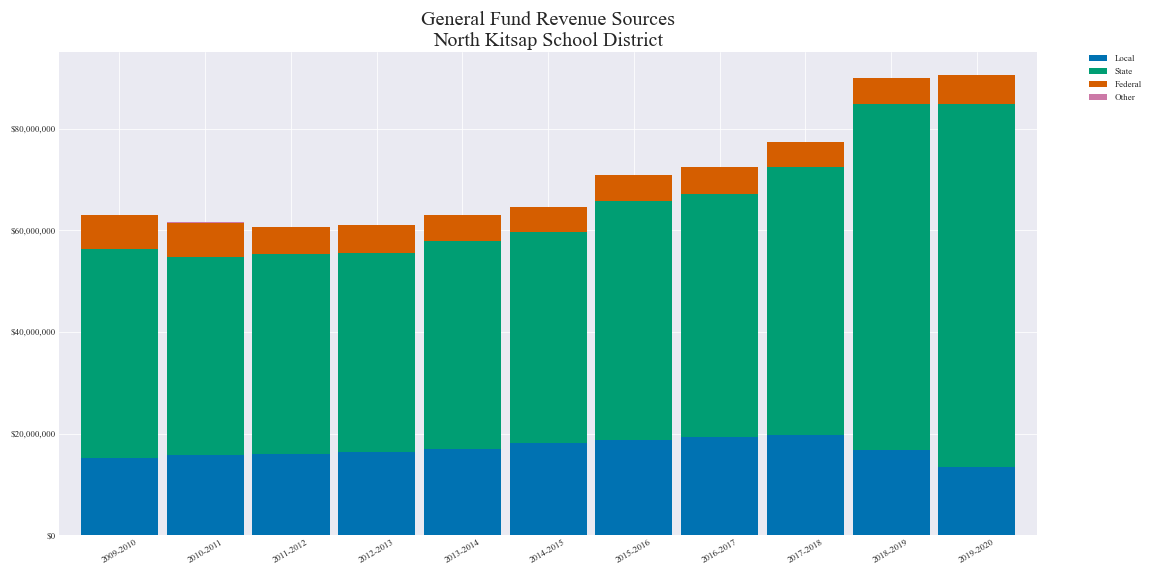 General Fund Revenue Sources
North Kitsap School District
Local
State
Federal
Other
$80,000,000
$60,000,000
$40,000,000
$20,000,000
$0
2009-2010
2010-2011
2011-2012
2012-2013
2013-2014
2014-2015
2015-2016
2016-2017
2017-2018
2018-2019
2019-2020